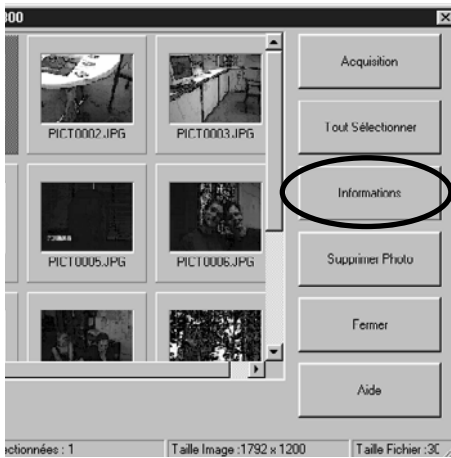 300
Acquisition
PICT0002.JPG
PICT0003.JPG
Tout Sélectionner
Informations
PICT0005.JPG
PICT0006.JPG
Supprimer Photo
Fermer
Aide
ectionnées : 1
Taille Image :1792 x 1200
Taille Fichier :30